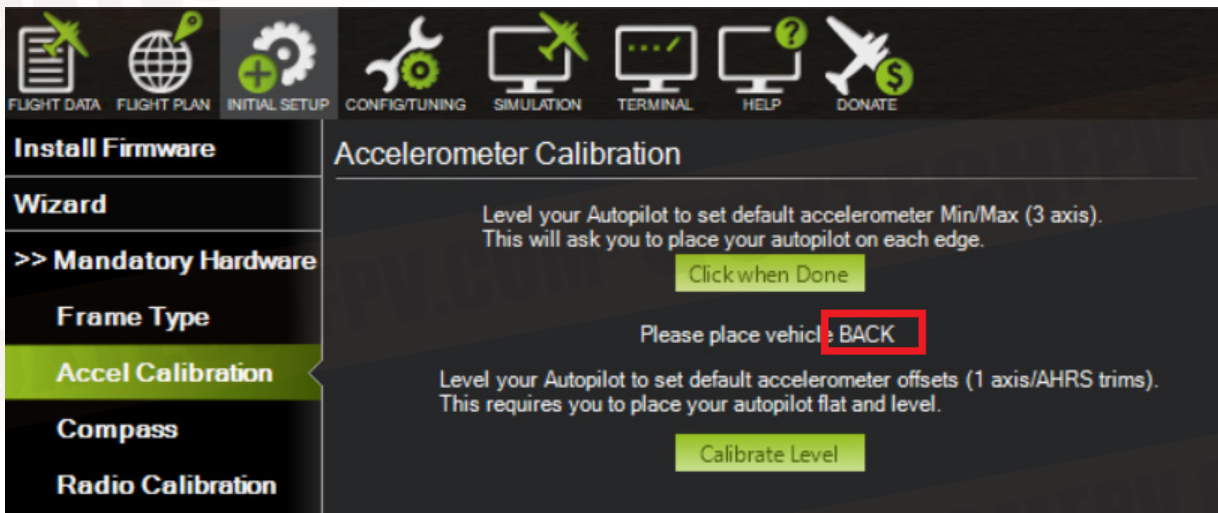 FLIGHT DATA FLIGHT PLAN INITIAL SETUP CONFIG/TUNING SIMULATION TERMINAL HELP DONATE
Install Firmware
Wizard
>> Mandatory Hardware
Frame Type
Accel Calibration
Compass
Radio Calibration
Accelerometer Calibration
Level your Autopilot to set default accelerometer Min/Max (3 axis).
This will ask you to place your autopilot on each edge.
Click when Done
Please place vehicle BACK
Level your Autopilot to set default accelerometer offsets (1 axis/AHRS trims).
This requires you to place your autopilot flat and level.
Calibrate Level